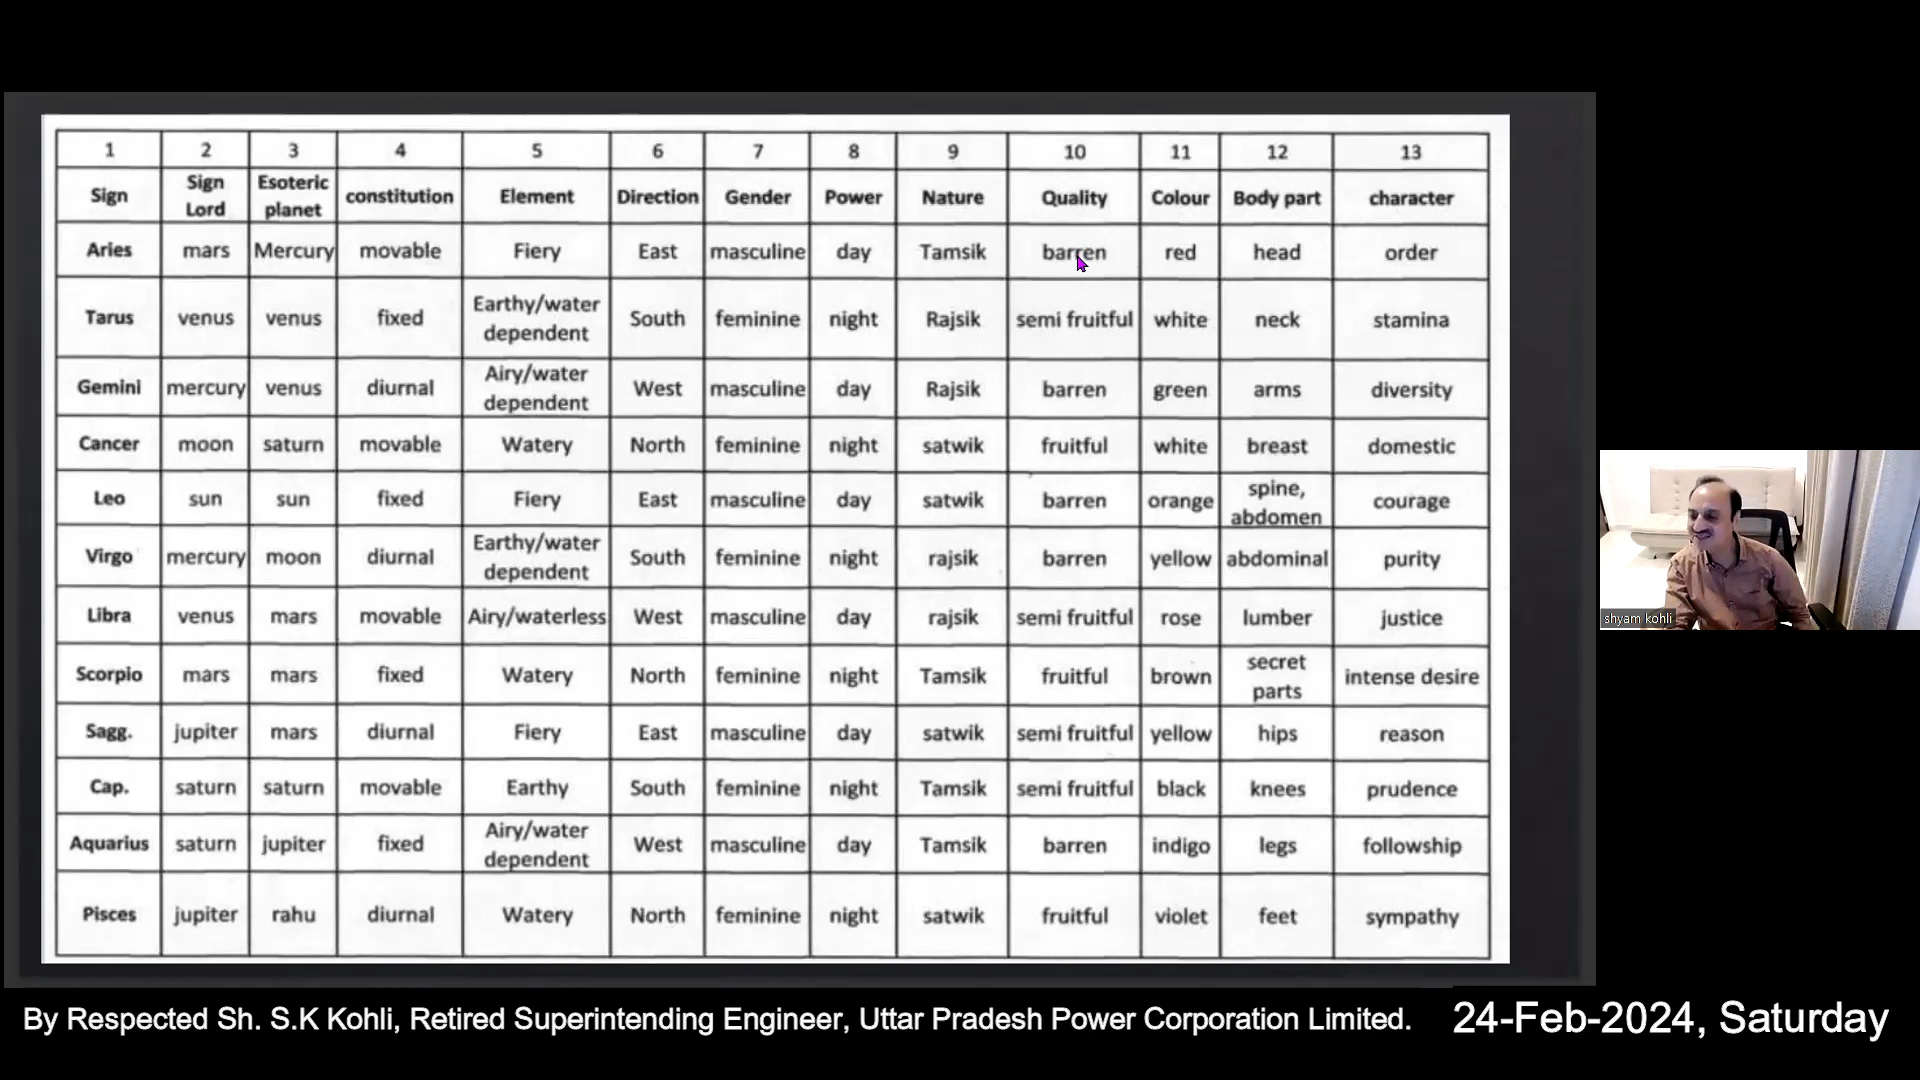 1 2 3 4 5 6 7 8 9 10 11 12 13
Sign Sign Lord Esoteric planet constitution Element Direction Gender Power Nature Quality Colour Body part character
Aries mars Mercury movable Fiery East masculine day Tamsik barren red head order
Tarus venus venus fixed Earthy/water dependent South feminine night Rajsik semi fruitful white neck stamina
Gemini mercury venus diurnal Airy/water dependent West masculine day Rajsik barren green arms diversity
Cancer moon saturn movable Watery North feminine night satwik fruitful white breast domestic
Leo sun sun fixed Fiery East masculine day satwik barren orange spine, abdomen courage
Virgo mercury moon diurnal Earthy/water dependent South feminine night rajsik barren yellow abdominal purity
Libra venus mars movable Airy/waterless West masculine day rajsik semi fruitful rose lumber justice
Scorpio mars mars fixed Watery North feminine night Tamsik fruitful brown secret parts intense desire
Sagg. jupiter mars diurnal Fiery East masculine day satwik semi fruitful yellow hips reason
Cap. saturn saturn movable Earthy South feminine night Tamsik semi fruitful black knees prudence
Aquarius saturn jupiter fixed Airy/water dependent West masculine day Tamsik barren indigo legs followship
Pisces jupiter rahu diurnal Watery North feminine night satwik fruitful violet feet sympathy
shyam kohli
By Respected Sh. S.K Kohli, Retired Superintending Engineer, Uttar Pradesh Power Corporation Limited.
24-Feb-2024, Saturday